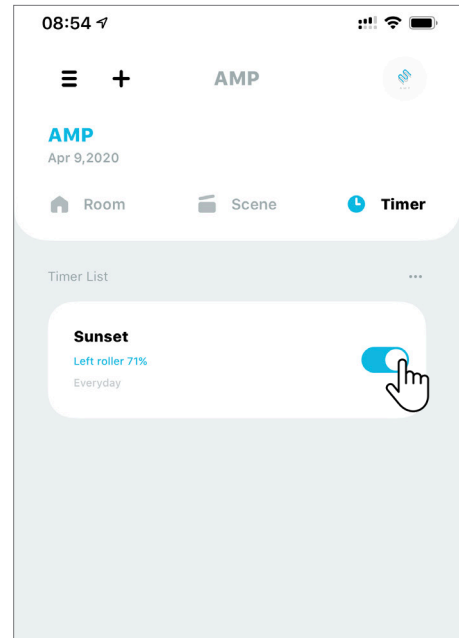 08:54
AMP
AMP
Apr 9,2020
Room Scene Timer
Timer List
Sunset
Left roller 71%
Everyday